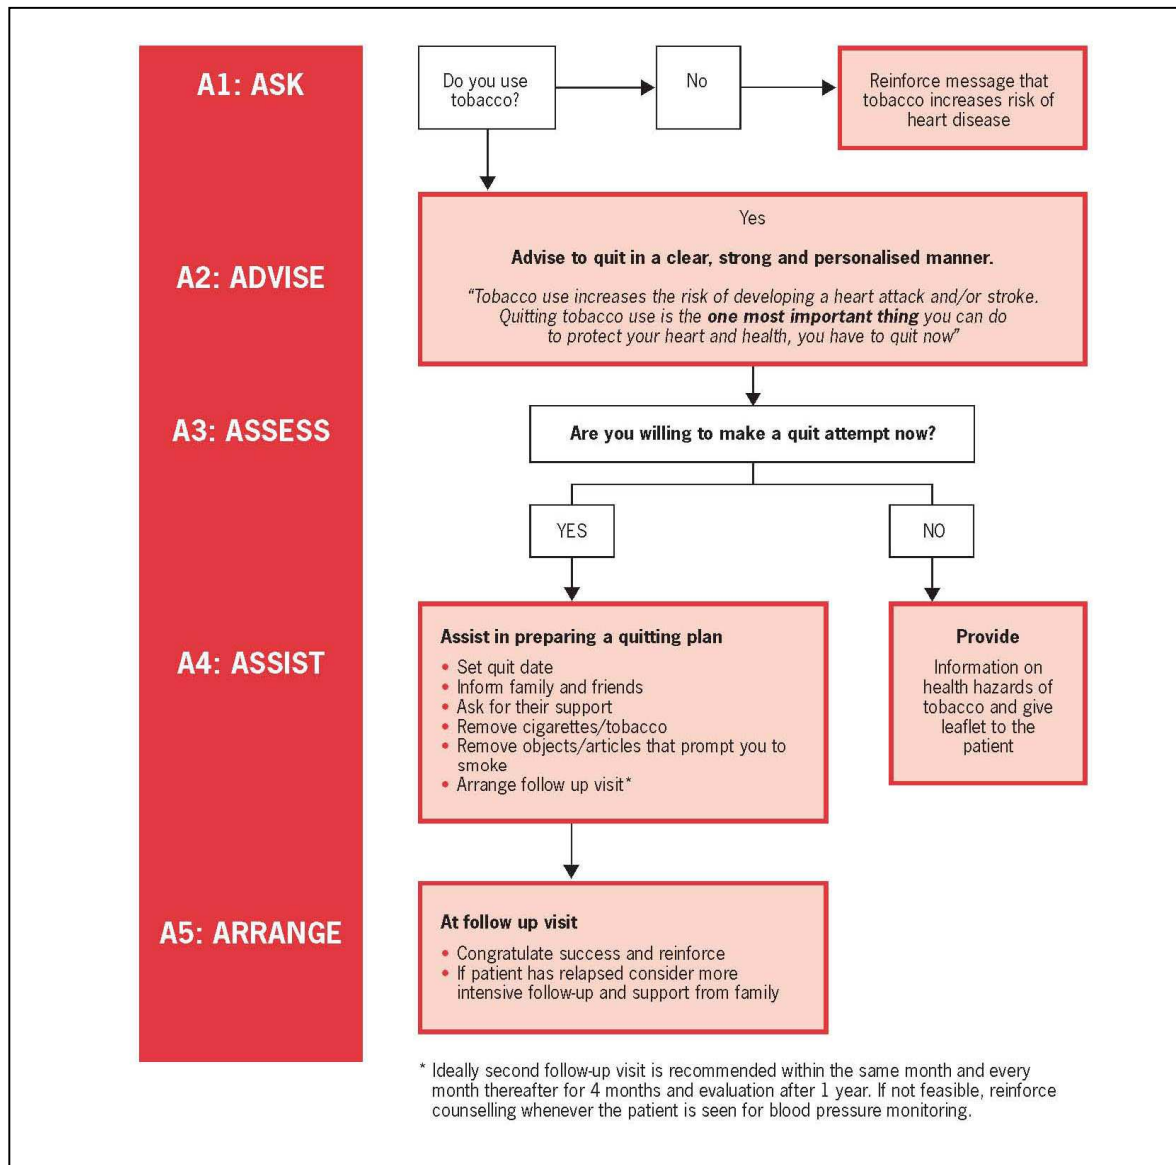 A1: ASK
Do you use
tobacco?
No
Reinforce message that
tobacco increases risk of
heart disease
A2: ADVISE
Yes
Advise to quit in a clear, strong and personalised manner.
“Tobacco use increases the risk of developing a heart attack and/or stroke.
Quitting tobacco use is the one most important thing you can do
to protect your heart and health, you have to quit now”
A3: ASSESS
Are you willing to make a quit attempt now?
YES
NO
A4: ASSIST
Assist in preparing a quitting plan
• Set quit date
• Inform family and friends
• Ask for their support
• Remove cigarettes/tobacco
• Remove objects/articles that prompt you to
smoke
• Arrange follow up visit*
Provide
Information on
health hazards of
tobacco and give
leaflet to the
patient
A5: ARRANGE
At follow up visit
• Congratulate success and reinforce
• If patient has relapsed consider more
intensive follow-up and support from family
* Ideally second follow-up visit is recommended within the same month and every
month thereafter for 4 months and evaluation after 1 year. If not feasible, reinforce
counselling whenever the patient is seen for blood pressure monitoring.